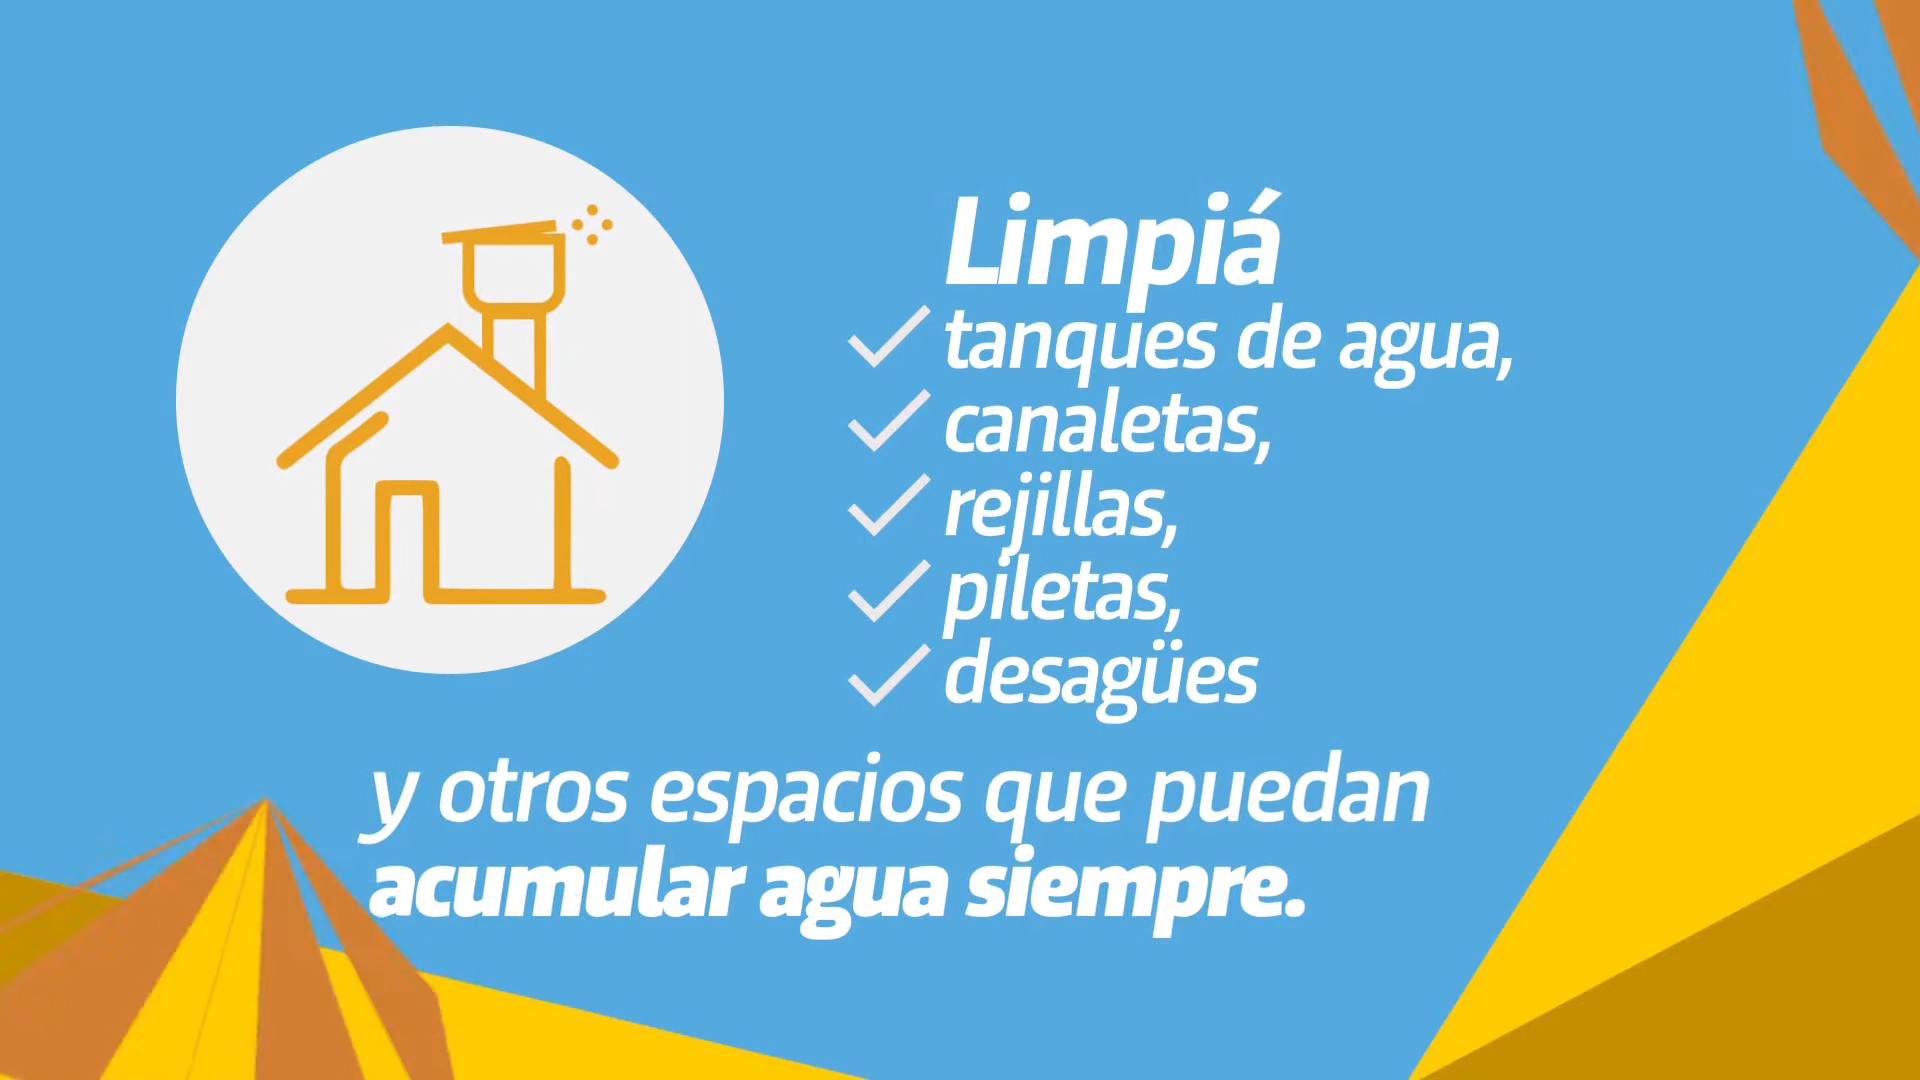 Limpiá
tanques de agua,
canaletas,
rejillas,
piletas,
desagües
y otros espacios que puedan
acumular agua siempre.